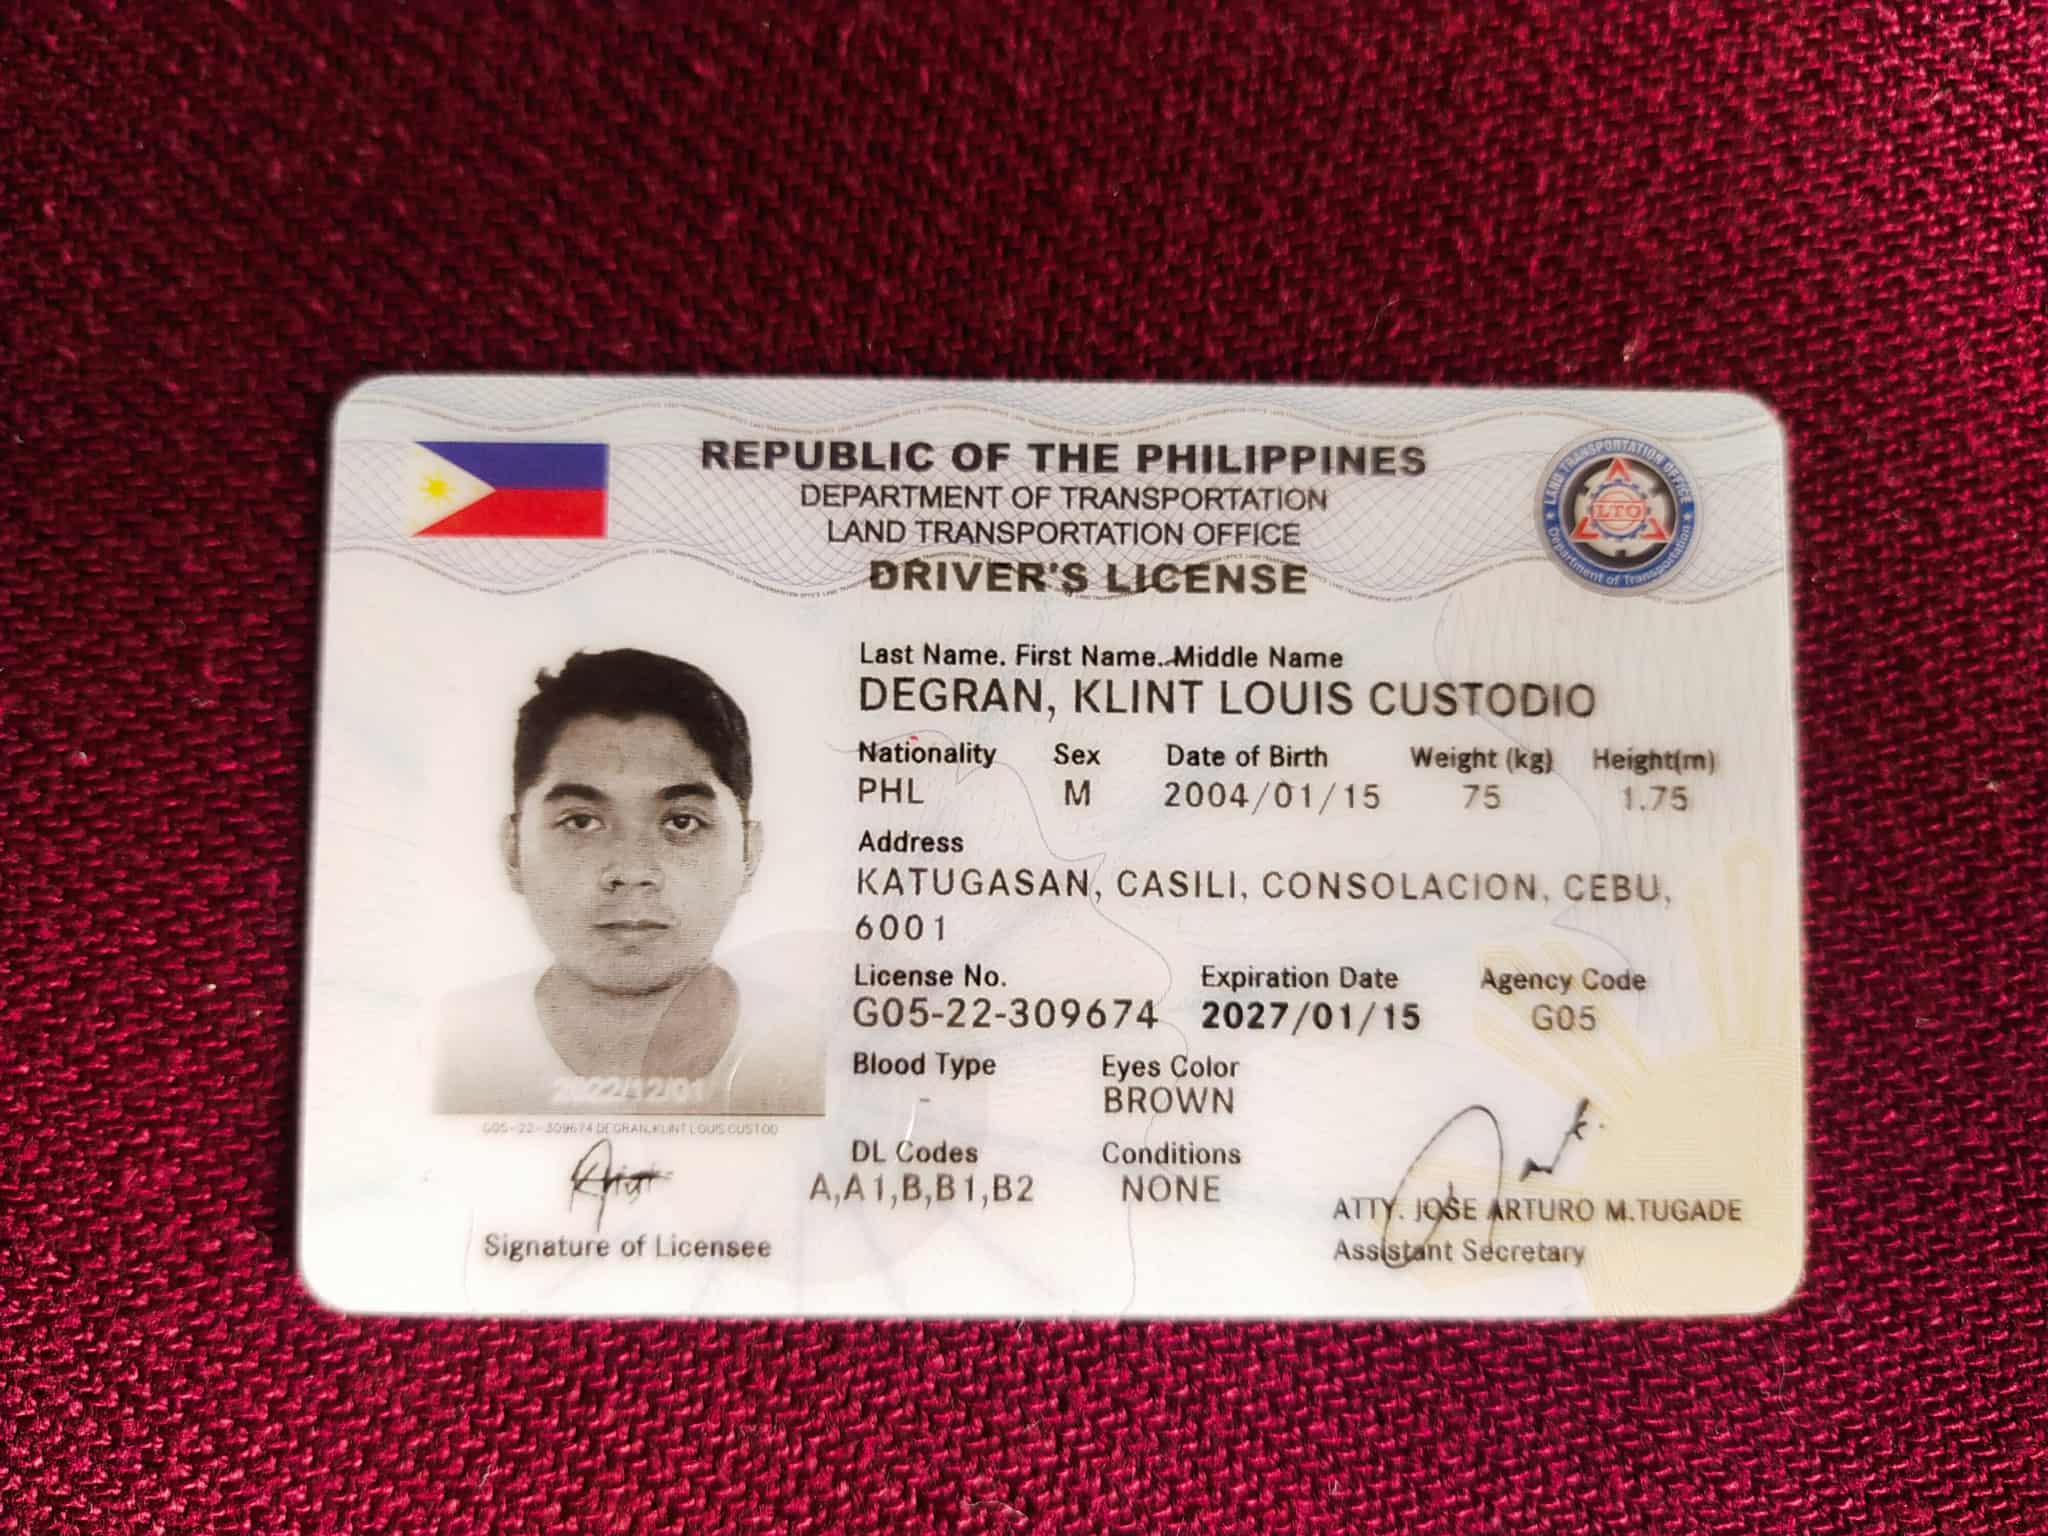 REPUBLIC OF THE PHILIPPINES
DEPARTMENT OF TRANSPORTATION
LAND TRANSPORTATION OFFICE
DRIVER'S LICENSE
LAND TRANSPORTATION OFFICE
LTO
Department of Transportation
Last Name. First Name. Middle Name
DEGRAN, KLINT LOUIS CUSTODIO
Nationality Sex Date of Birth Weight (kg) Height(m)
PHL M 2004/01/15 75 1.75
Address
KATUGASAN, CASILI, CONSOLACION, CEBU,
6001
License No. Expiration Date Agency Code
G05-22-309674 2027/01/15 G05
Blood Type Eyes Color
- BROWN
DL Codes Conditions
A,A1,B,B1,B2 NONE
2022/12/01
G05-22-309674 DEGRAN,KLINT LOUIS CUSTOD
Signature of Licensee
ATTY. JOSE ARTURO M.TUGADE
Assistant Secretary